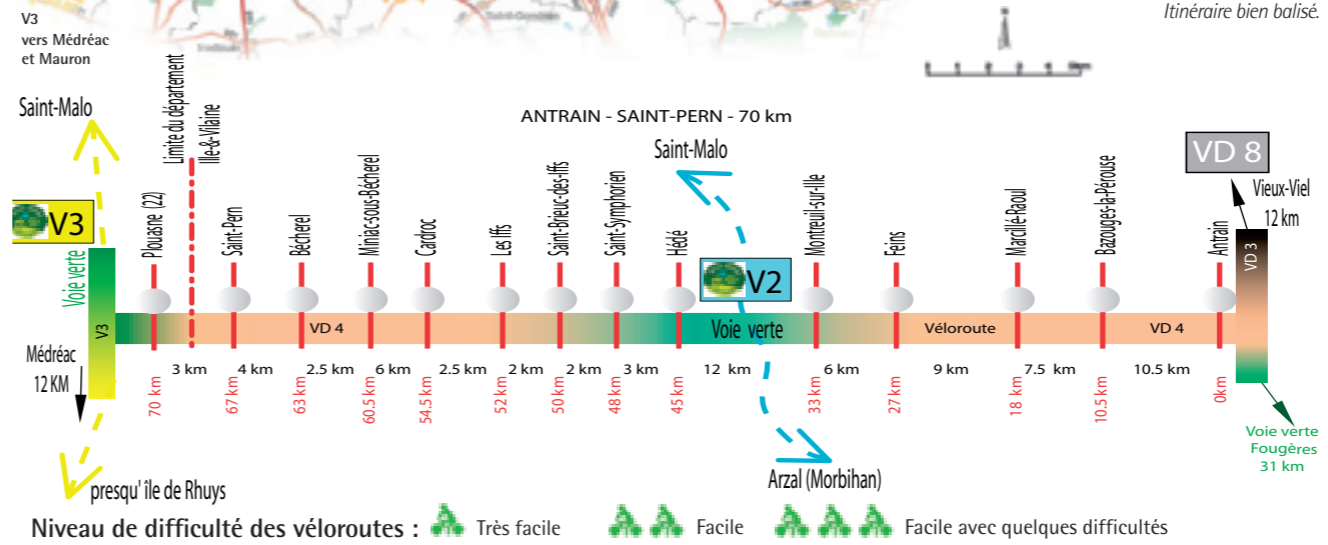 V3
vers Médréac
et Mauron
Itinéraire bien balisé.
ANTRAIN - SAINT-PERN - 70 km
Saint-Malo
Limite du département
Ille-&-Vilaine
Saint-Malo
VD 8
Vieux-Viel
12 km
V3
Voie verte
V3
Médréac
12 KM
presqu' île de Rhuys
Plouasne (22)
Saint-Pern
Bécherel
Miniac-sous-Bécherel
Cardroc
Les Iffs
Saint-Brieuc-des-Iffs
Saint-Symphorien
Hédé
V2
Montreuil-sur-Ille
Feins
Marcillé-Raoul
Bazouges-la-Pérouse
Antrain
VD 3
VD 4
Voie verte
Véloroute
VD 4
3 km
4 km
2.5 km
6 km
2.5 km
2 km
2 km
3 km
12 km
6 km
9 km
7.5 km
10.5 km
70 km
67 km
63 km
60.5 km
54.5 km
52 km
50 km
48 km
45 km
33 km
27 km
18 km
10.5 km
0km
Voie verte
Fougères
31 km
Arzal (Morbihan)
Niveau de difficulté des véloroutes :
Très facile
Facile
Facile avec quelques difficultés